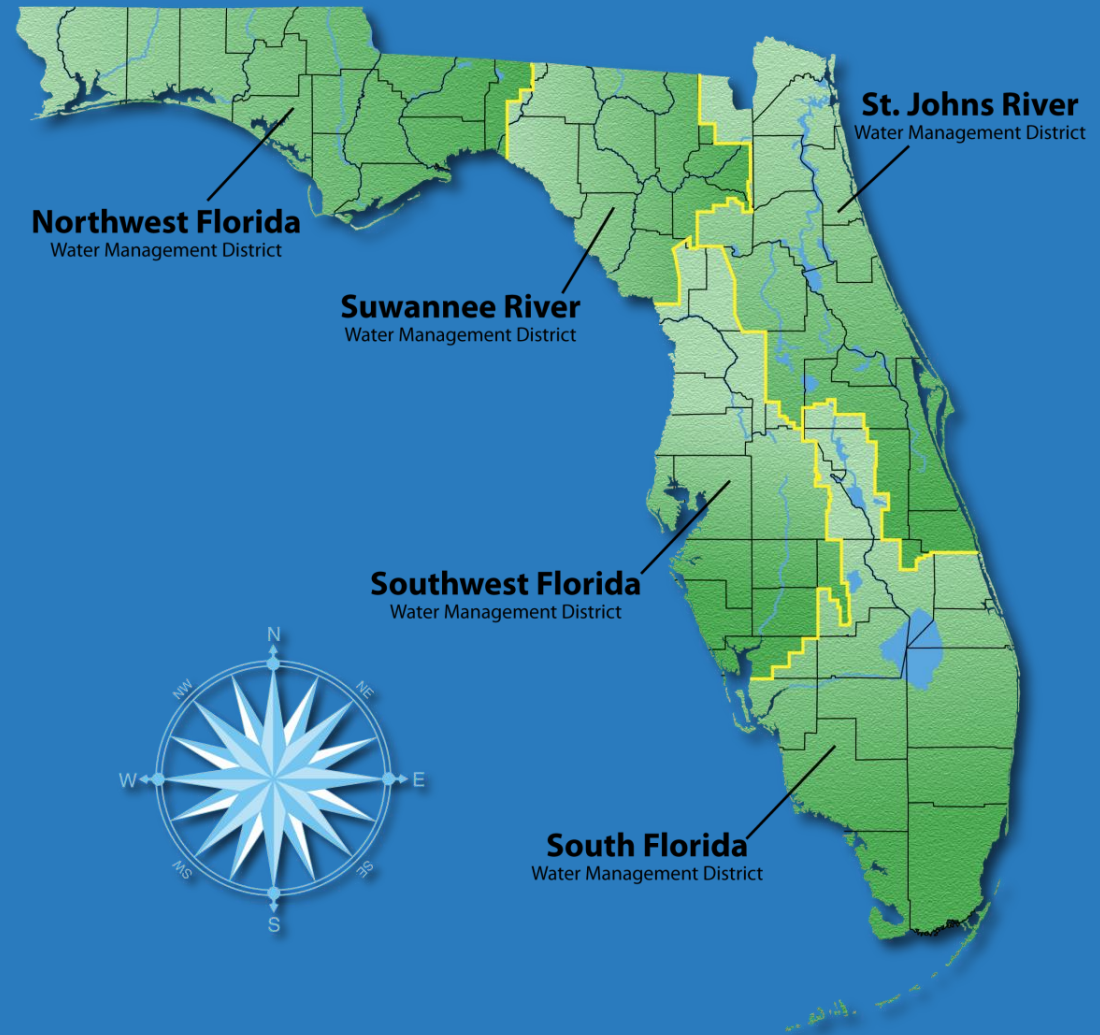 St. Johns River
Water Management District
Northwest Florida
Water Management District
Suwannee River
Water Management District
Southwest Florida
Water Management District
South Florida
Water Management District
N
NW
NE
W
E
SW
SE
S